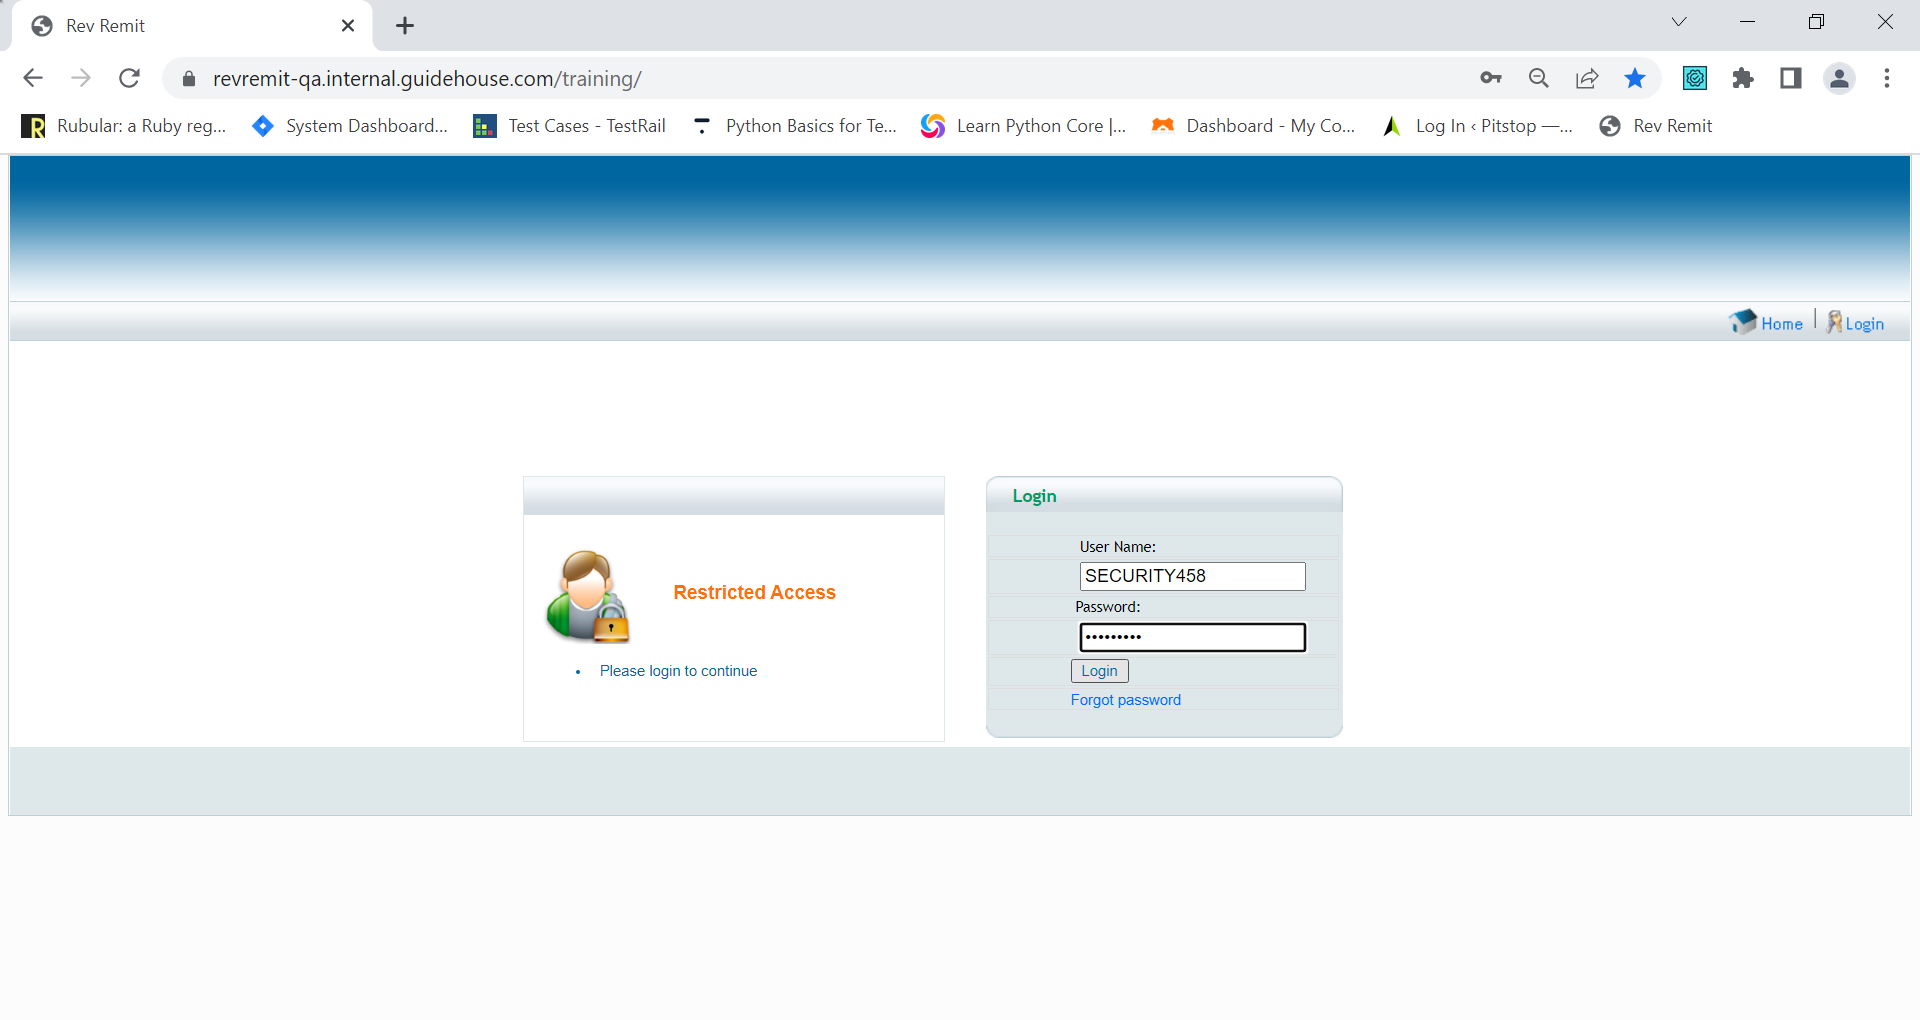 Rev Remit
revremit-qa.internal.guidehouse.com/training/
Rubular: a Ruby reg... System Dashboard... Test Cases - TestRail Python Basics for Te... Learn Python Core |... Dashboard - My Co... Log In ‹ Pitstop —... Rev Remit
Home | Login
Login
User Name:
SECURITY458
Restricted Access
Password:
•••••••••
Please login to continue
Login
Forgot password